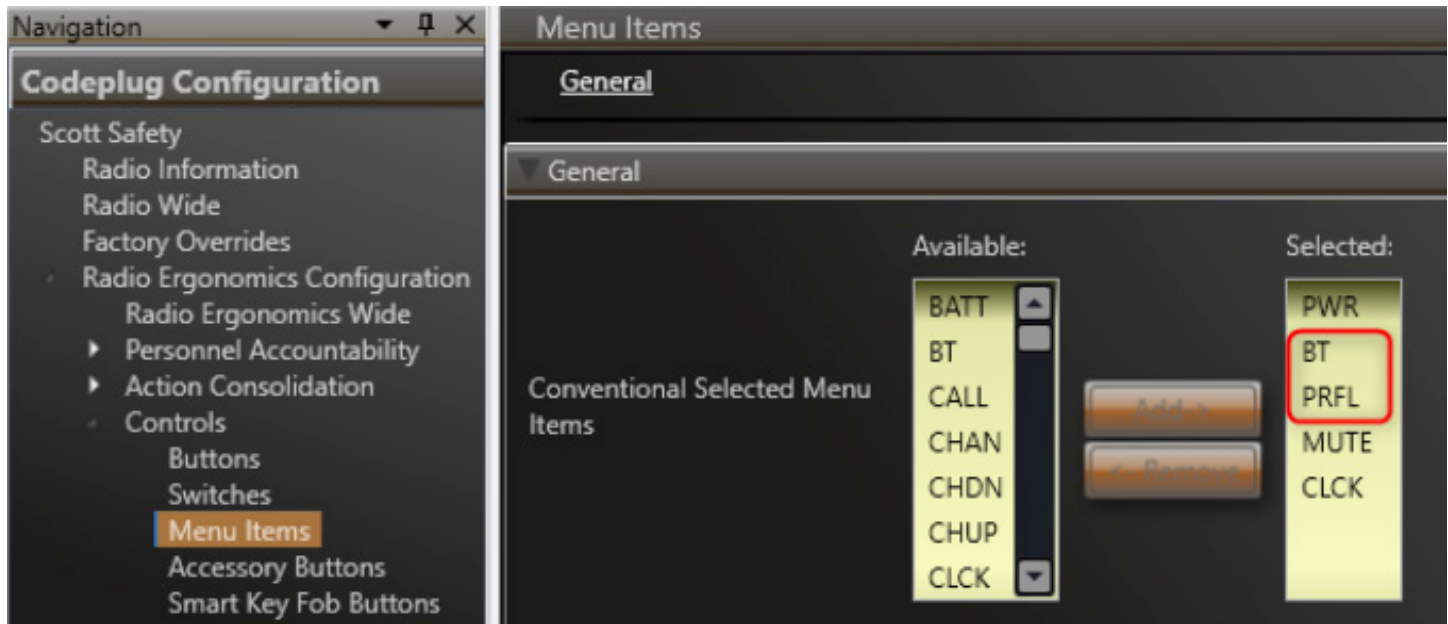 Navigation
Codeplug Configuration
Scott Safety
Radio Information
Radio Wide
Factory Overrides
Radio Ergonomics Configuration
Radio Ergonomics Wide
Personnel Accountability
Action Consolidation
Controls
Buttons
Switches
Menu Items
Accessory Buttons
Smart Key Fob Buttons
Menu Items
General
General
Conventional Selected Menu
Items
Available:
BATT
BT
CALL
CHAN
CHDN
CHUP
CLCK
Add ->
<- Remove
Selected:
PWR
BT
PRFL
MUTE
CLCK